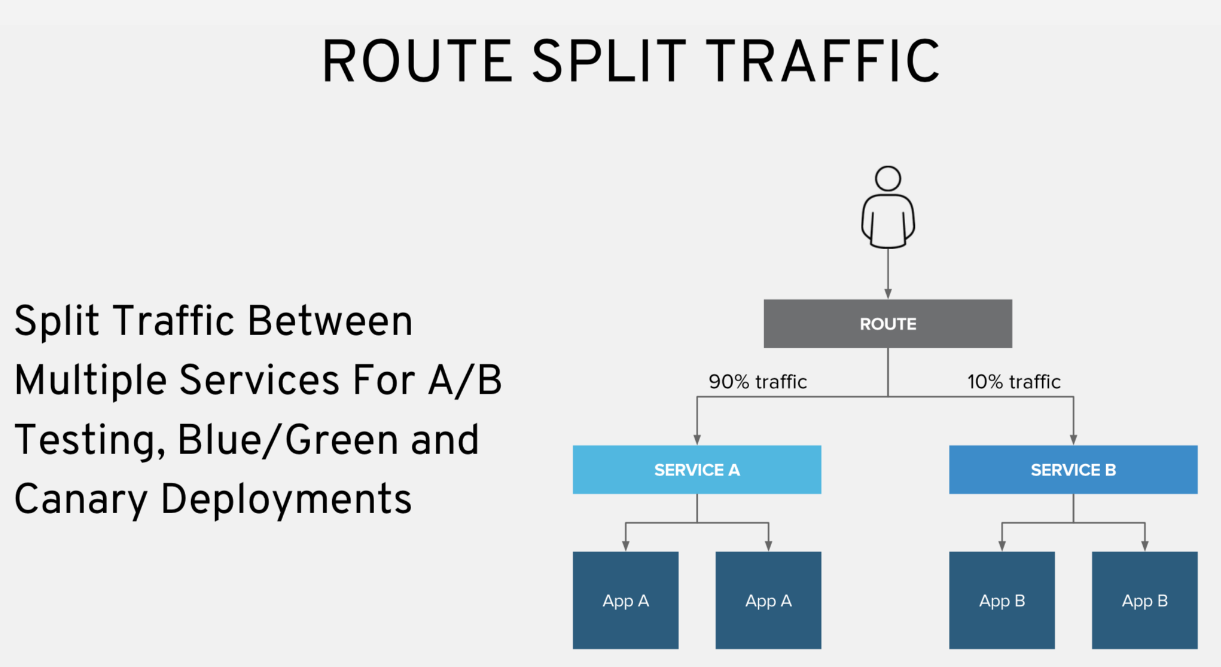 ROUTE SPLIT TRAFFIC
Split Traffic Between
Multiple Services For A/B
Testing, Blue/Green and
Canary Deployments
ROUTE
90% traffic
10% traffic
SERVICE A
SERVICE B
App A
App A
App B
App B